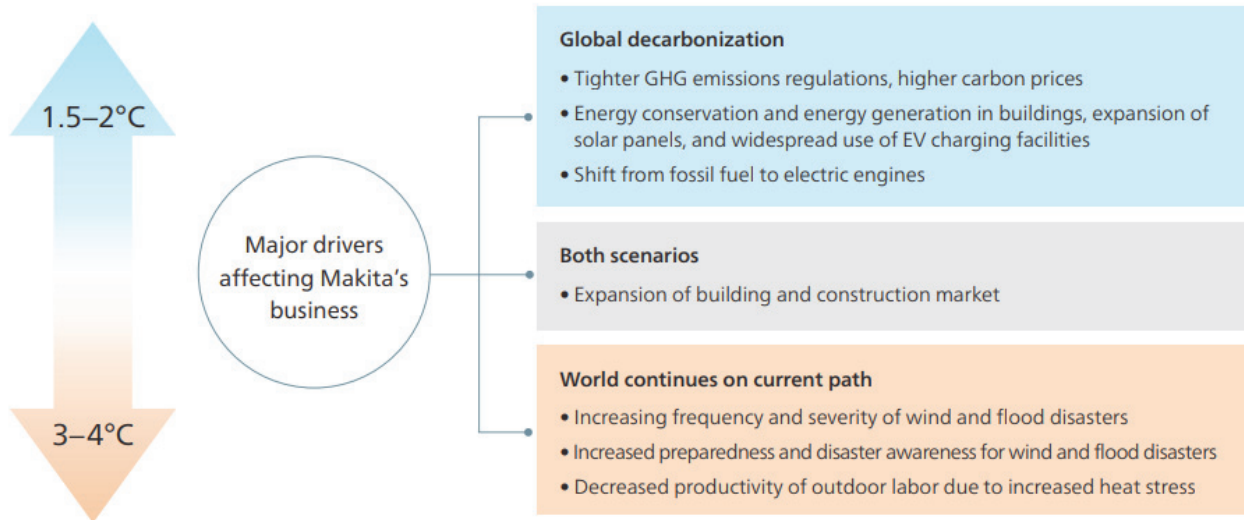 1.5–2°C
3–4°C
Major drivers
affecting Makita’s
business
Global decarbonization
• Tighter GHG emissions regulations, higher carbon prices
• Energy conservation and energy generation in buildings, expansion of
solar panels, and widespread use of EV charging facilities
• Shift from fossil fuel to electric engines
Both scenarios
• Expansion of building and construction market
World continues on current path
• Increasing frequency and severity of wind and flood disasters
• Increased preparedness and disaster awareness for wind and flood disasters
• Decreased productivity of outdoor labor due to increased heat stress